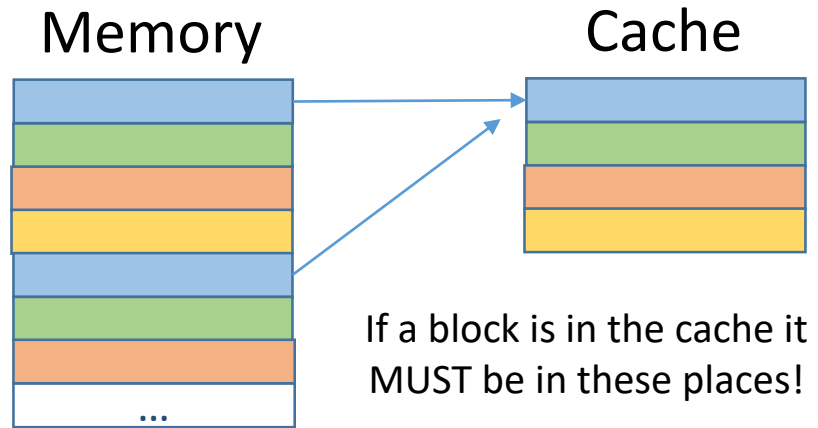 Memory
Cache
If a block is in the cache it
MUST be in these places!
...